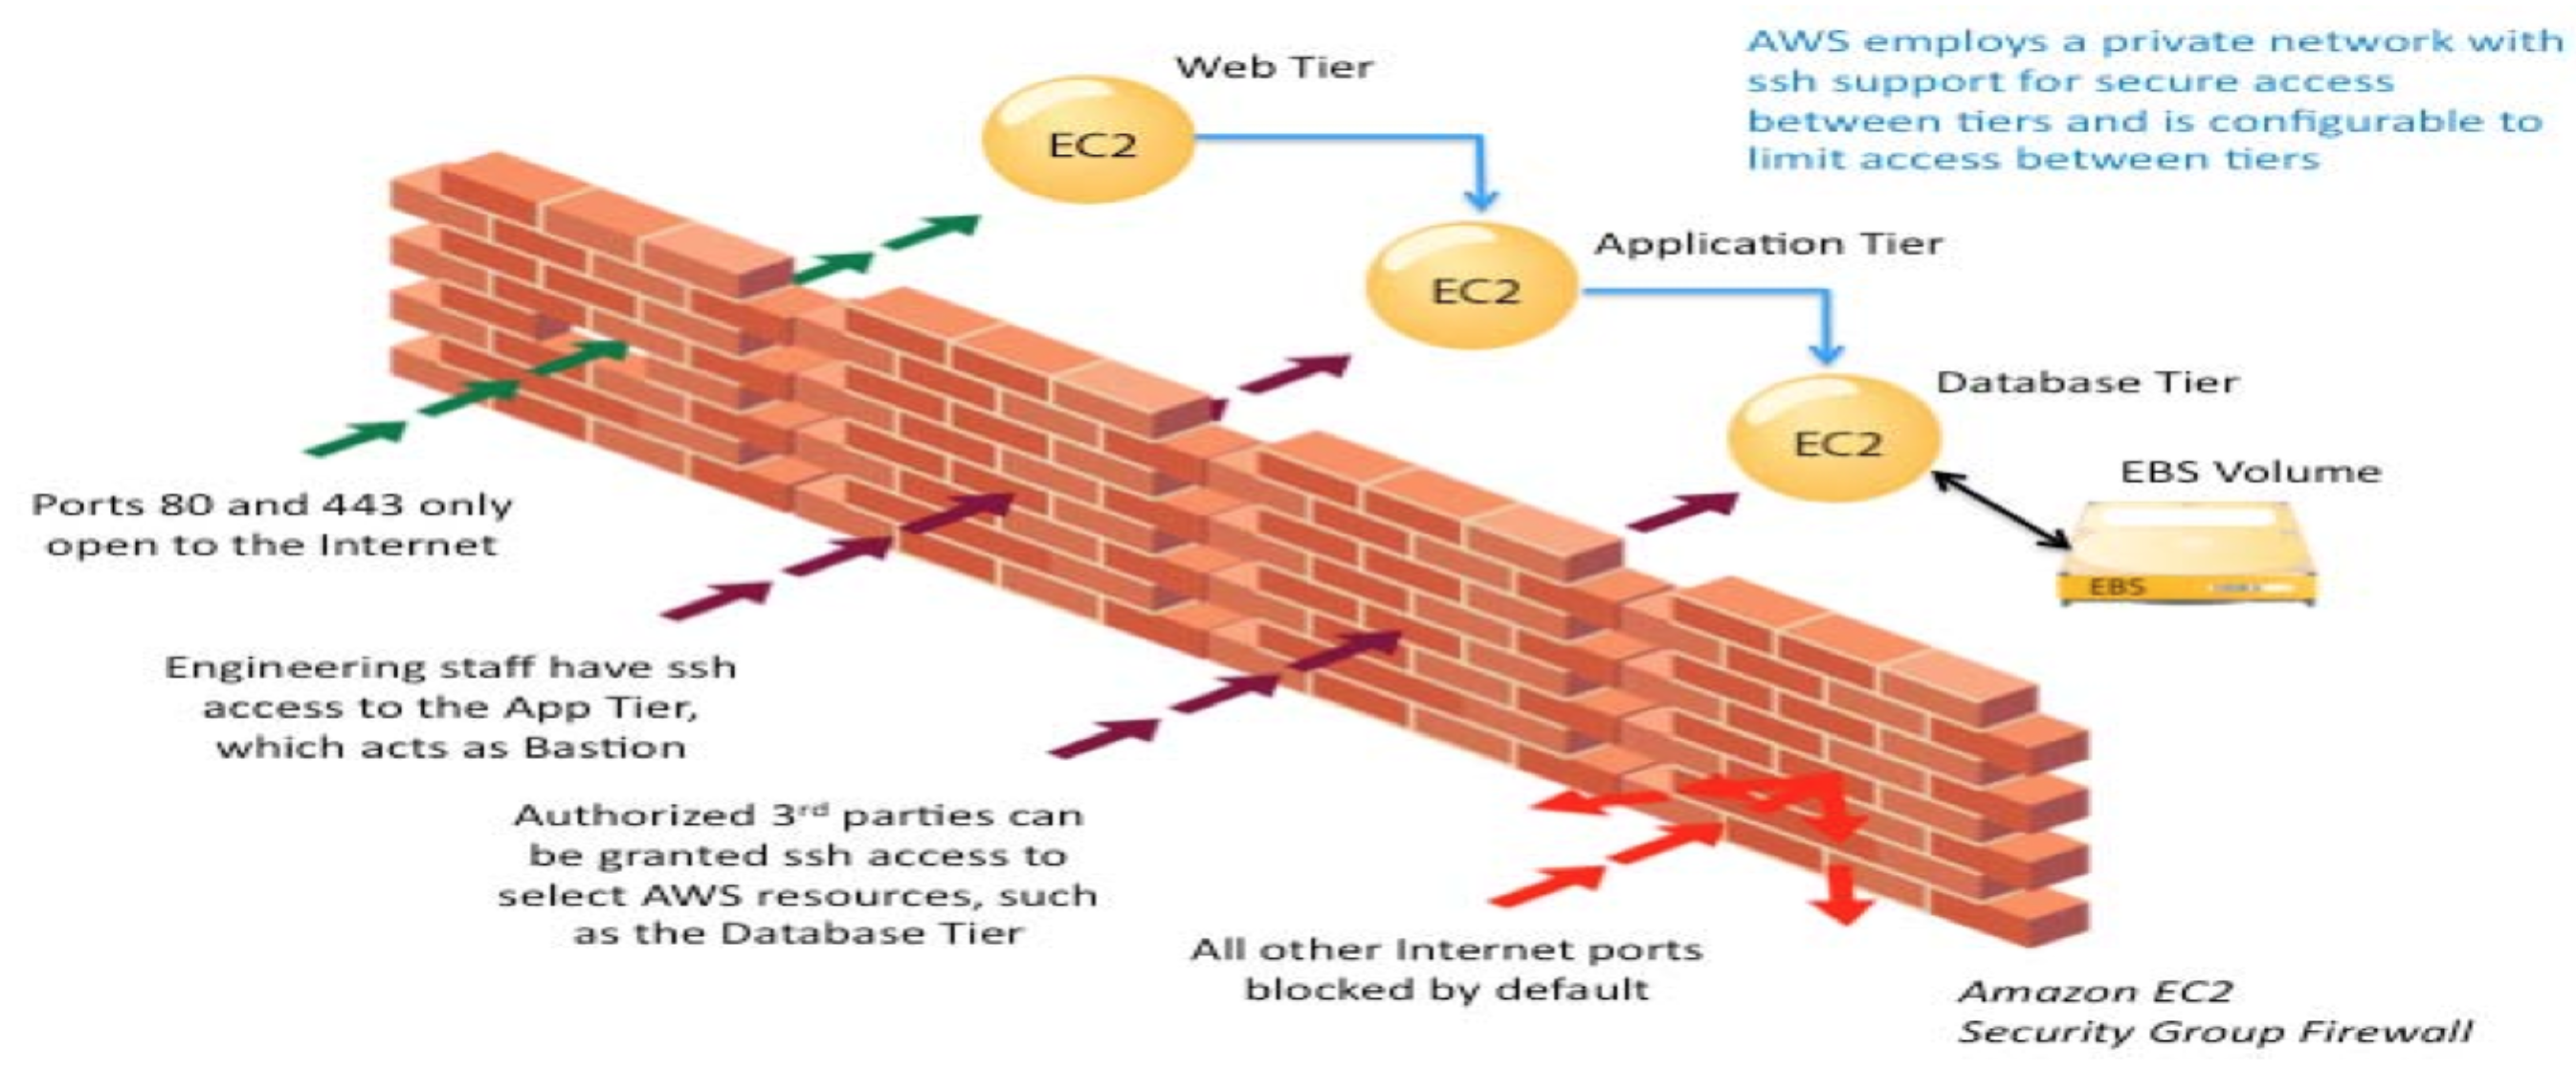 AWS employs a private network with
ssh support for secure access
between tiers and is configurable to
limit access between tiers
Web Tier
EC2
Application Tier
EC2
Database Tier
EC2
EBS Volume
EBS
Ports 80 and 443 only
open to the Internet
Engineering staff have ssh
access to the App Tier,
which acts as Bastion
Authorized 3rd parties can
be granted ssh access to
select AWS resources, such
as the Database Tier
All other Internet ports
blocked by default
Amazon EC2
Security Group Firewall